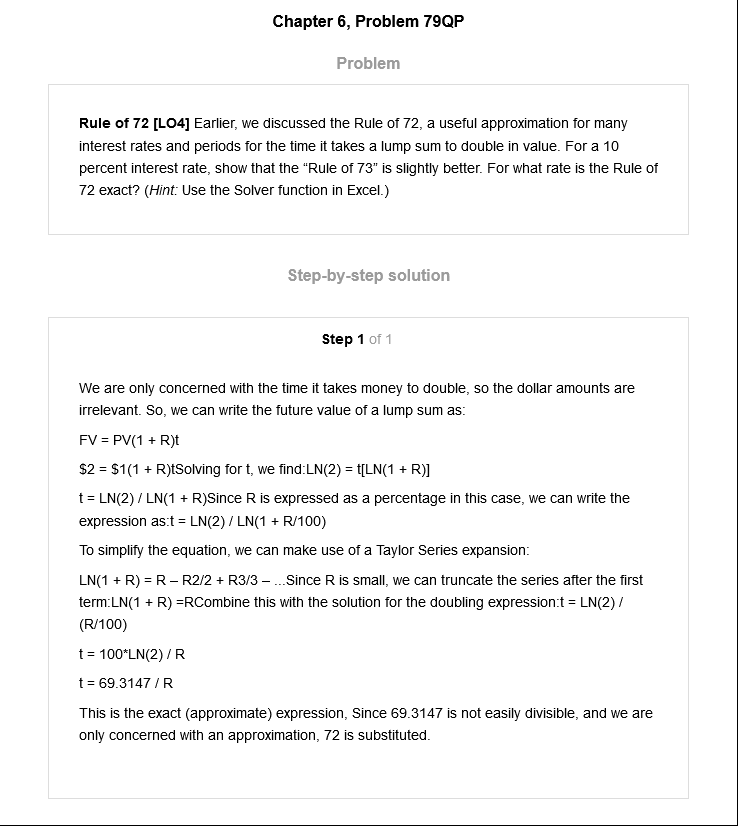 Chapter 6, Problem 79QP
Problem
Rule of 72 [LO4] Earlier, we discussed the Rule of 72, a useful approximation for many
interest rates and periods for the time it takes a lump sum to double in value. For a 10
percent interest rate, show that the “Rule of 73” is slightly better. For what rate is the Rule of
72 exact? (Hint: Use the Solver function in Excel.)
Step-by-step solution
Step 1 of 1
We are only concerned with the time it takes money to double, so the dollar amounts are
irrelevant. So, we can write the future value of a lump sum as:
FV = PV(1 + R)t
$2 = $1(1 + R)tSolving for t, we find:LN(2) = t[LN(1 + R)]
t = LN(2) / LN(1 + R)Since R is expressed as a percentage in this case, we can write the
expression as:t = LN(2) / LN(1 + R/100)
To simplify the equation, we can make use of a Taylor Series expansion:
LN(1 + R) = R – R2/2 + R3/3 – ...Since R is small, we can truncate the series after the first
term:LN(1 + R) =RCombine this with the solution for the doubling expression:t = LN(2) /
(R/100)
t = 100*LN(2) / R
t = 69.3147 / R
This is the exact (approximate) expression, Since 69.3147 is not easily divisible, and we are
only concerned with an approximation, 72 is substituted.